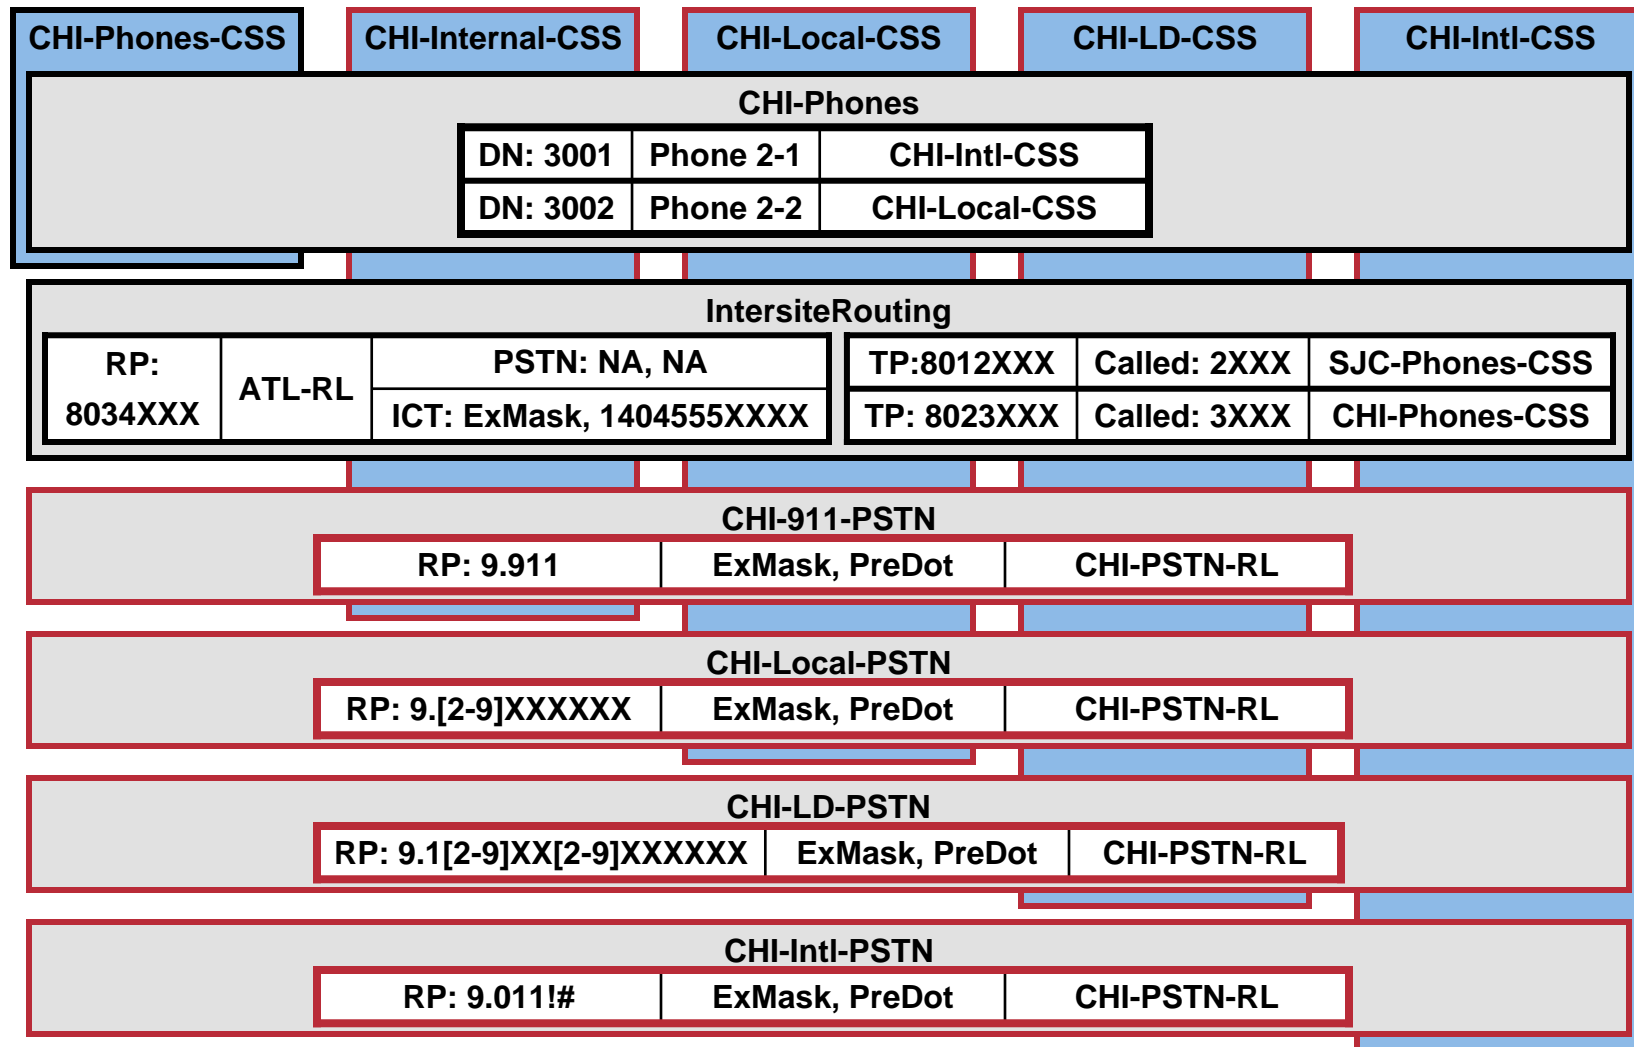 CHI-Phones-CSS CHI-Internal-CSS CHI-Local-CSS CHI-LD-CSS CHI-Intl-CSS
CHI-Phones
DN: 3001 Phone 2-1 CHI-Intl-CSS
DN: 3002 Phone 2-2 CHI-Local-CSS
IntersiteRouting
RP:
8034XXX
ATL-RL
PSTN: NA, NA
ICT: ExMask, 1404555XXXX
TP:8012XXX Called: 2XXX SJC-Phones-CSS
TP: 8023XXX Called: 3XXX CHI-Phones-CSS
CHI-911-PSTN
RP: 9.911 ExMask, PreDot CHI-PSTN-RL
CHI-Local-PSTN
RP: 9.[2-9]XXXXXX ExMask, PreDot CHI-PSTN-RL
CHI-LD-PSTN
RP: 9.1[2-9]XX[2-9]XXXXXX ExMask, PreDot CHI-PSTN-RL
CHI-Intl-PSTN
RP: 9.011!# ExMask, PreDot CHI-PSTN-RL